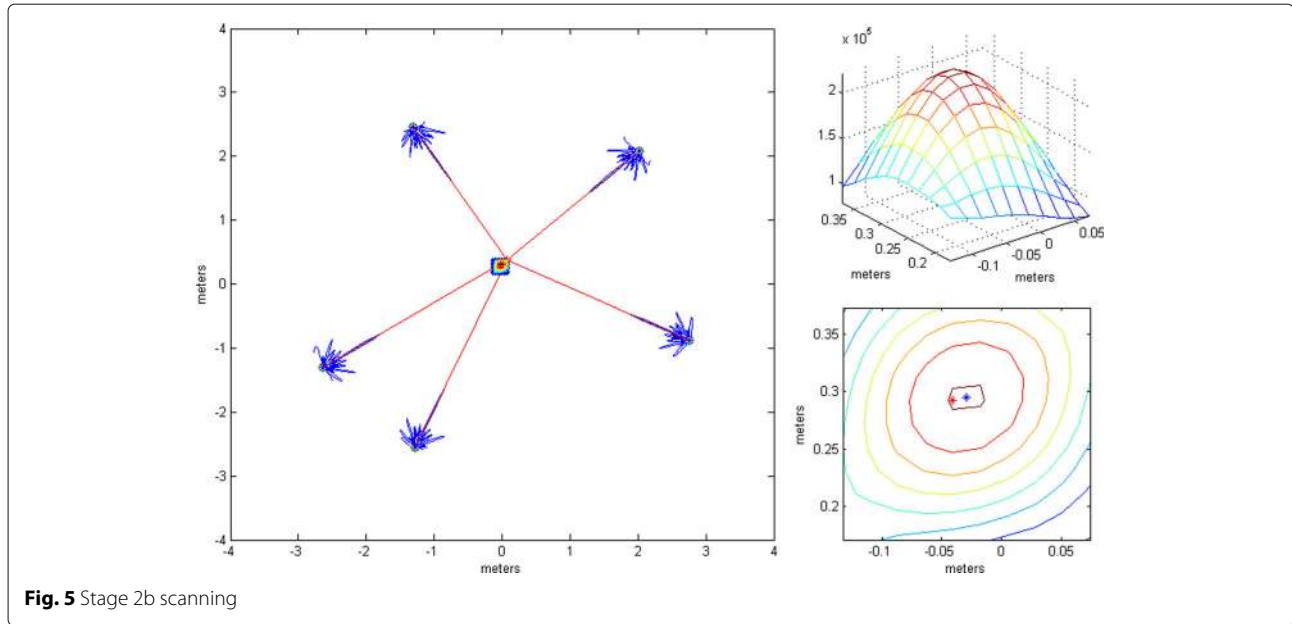 4
3
2
1
0
-1
-2
-3
-4
meters
-4 -3 -2 -1 0 1 2 3 4
meters
x 10⁵
2
1.5
1
0.35
0.3
0.25
0.2
meters
-0.1
-0.05
0
0.05
meters
0.35
0.3
0.25
0.2
meters
-0.1 -0.05 0 0.05
meters
Fig. 5 Stage 2b scanning